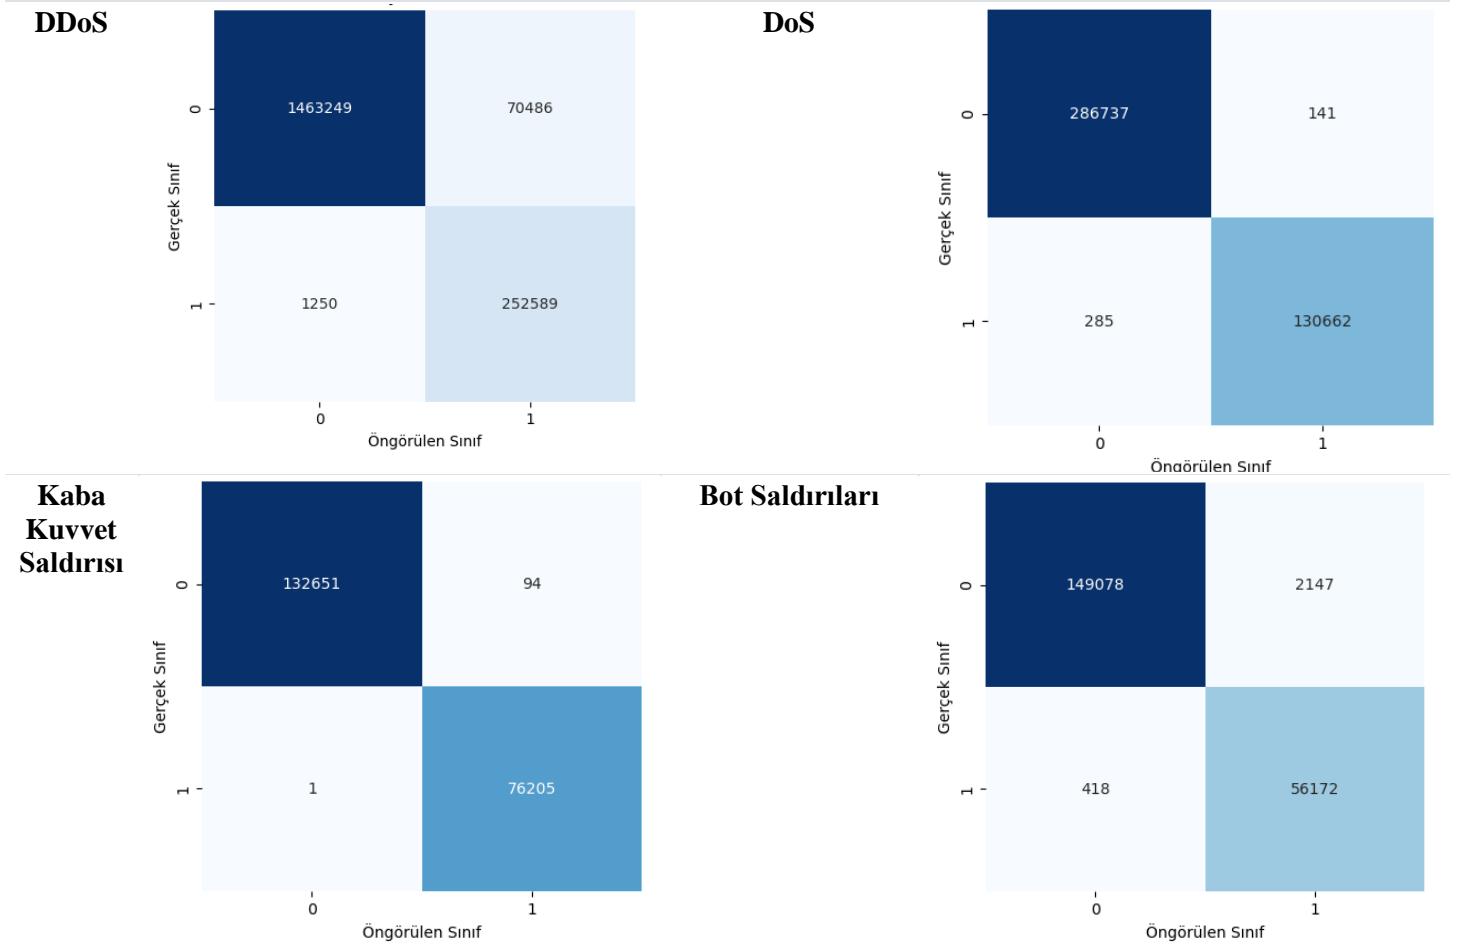 DDoS
0
1463249
70486
Gerçek Sınıf
1
1250
252589
0
1
Öngörülen Sınıf
DoS
0
286737
141
Gerçek Sınıf
1
285
130662
0
1
Öngörülen Sınıf
Kaba
Kuvvet
Saldırısı
0
132651
94
Gerçek Sınıf
1
1
76205
0
1
Öngörülen Sınıf
Bot Saldırıları
0
149078
2147
Gerçek Sınıf
1
418
56172
0
1
Öngörülen Sınıf